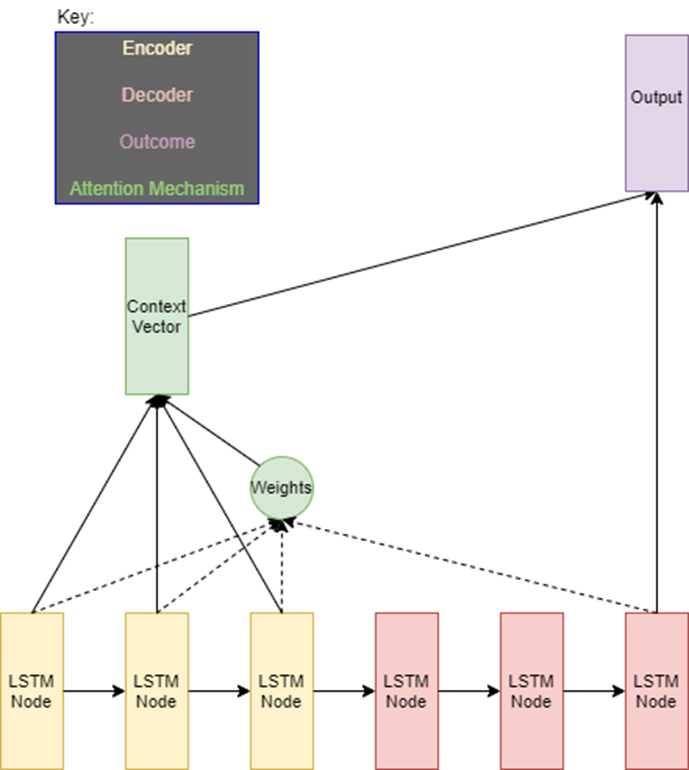 Key:
Encoder
Decoder
Outcome
Attention Mechanism
Output
Context
Vector
Weights
LSTM
Node
LSTM
Node
LSTM
Node
LSTM
Node
LSTM
Node
LSTM
Node